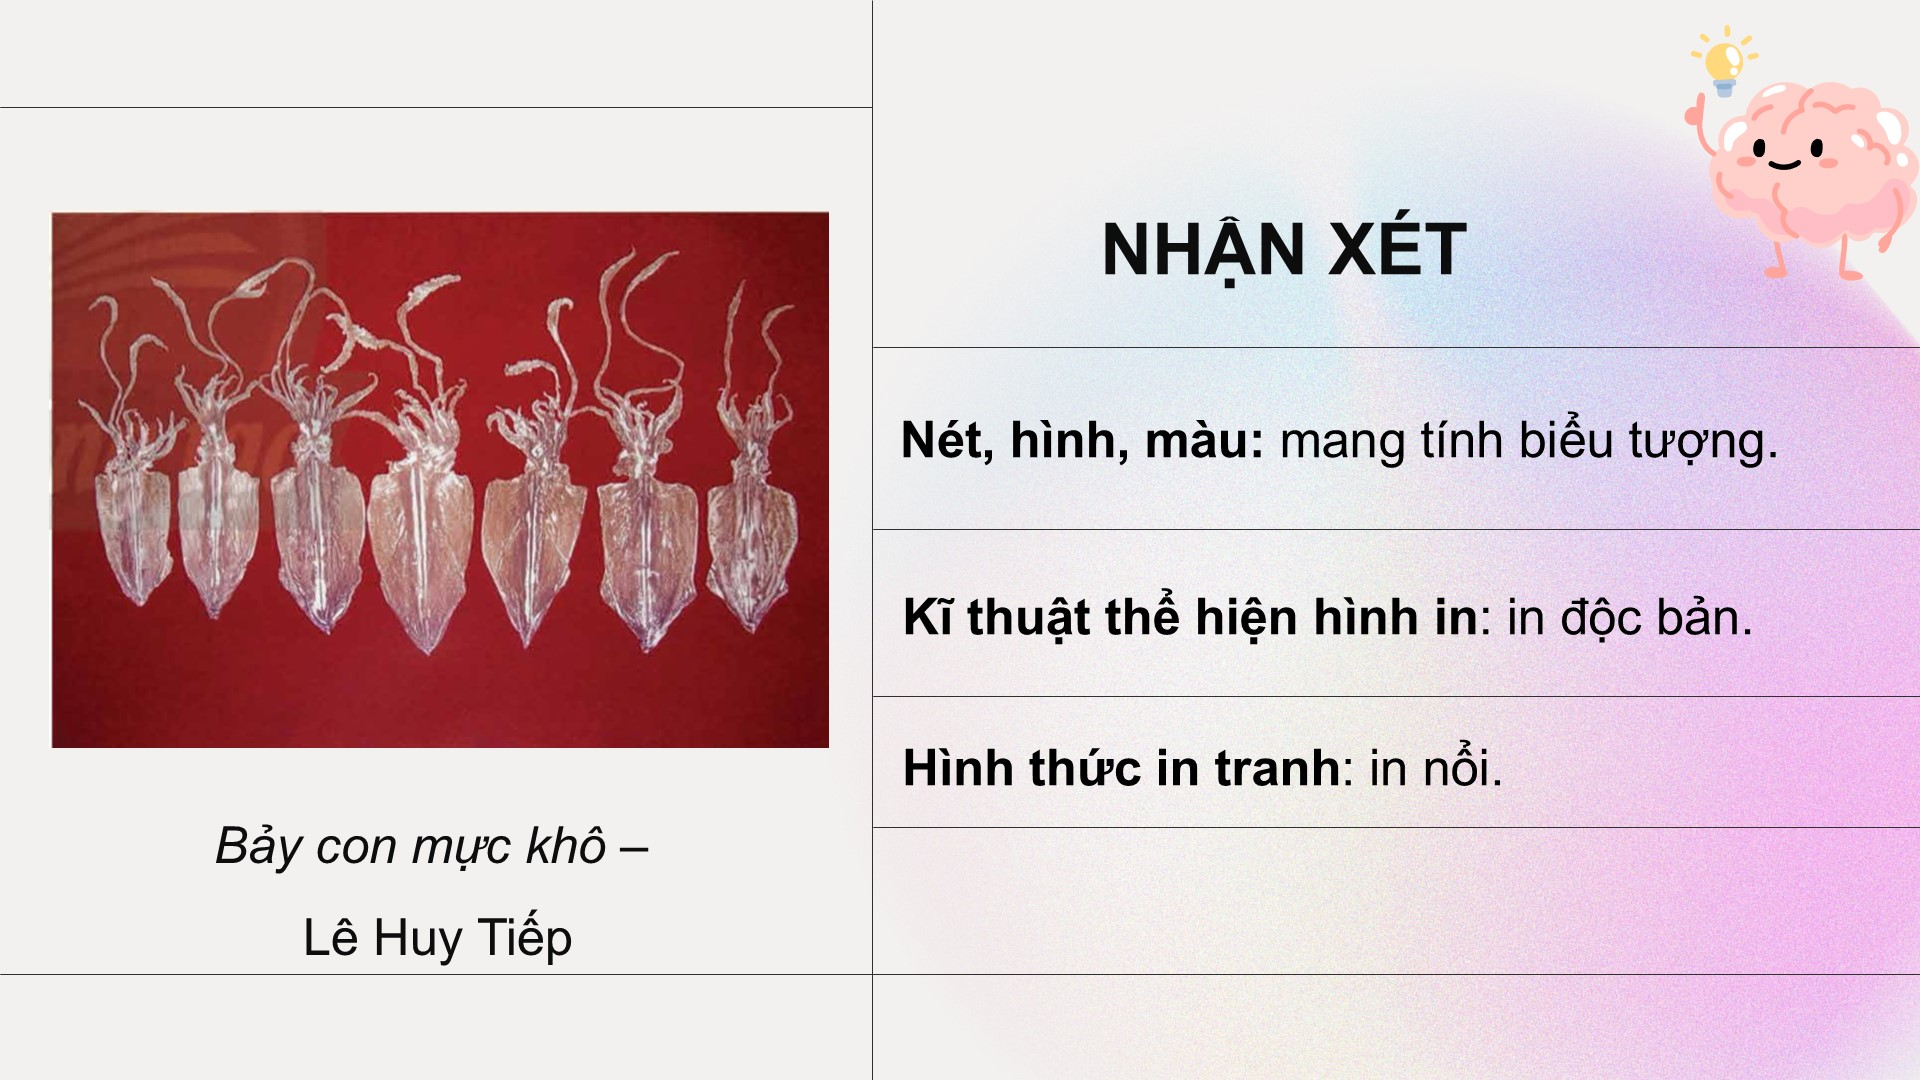 NHẬN XÉT
Nét, hình, màu: mang tính biểu tượng.
Kĩ thuật thể hiện hình in: in độc bản.
Hình thức in tranh: in nổi.
Bảy con mực khô –
Lê Huy Tiếp